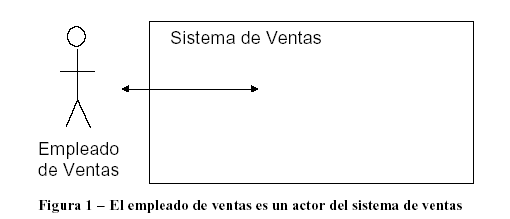 Sistema de Ventas
Empleado
de Ventas
Figura 1 – El empleado de ventas es un actor del sistema de ventas